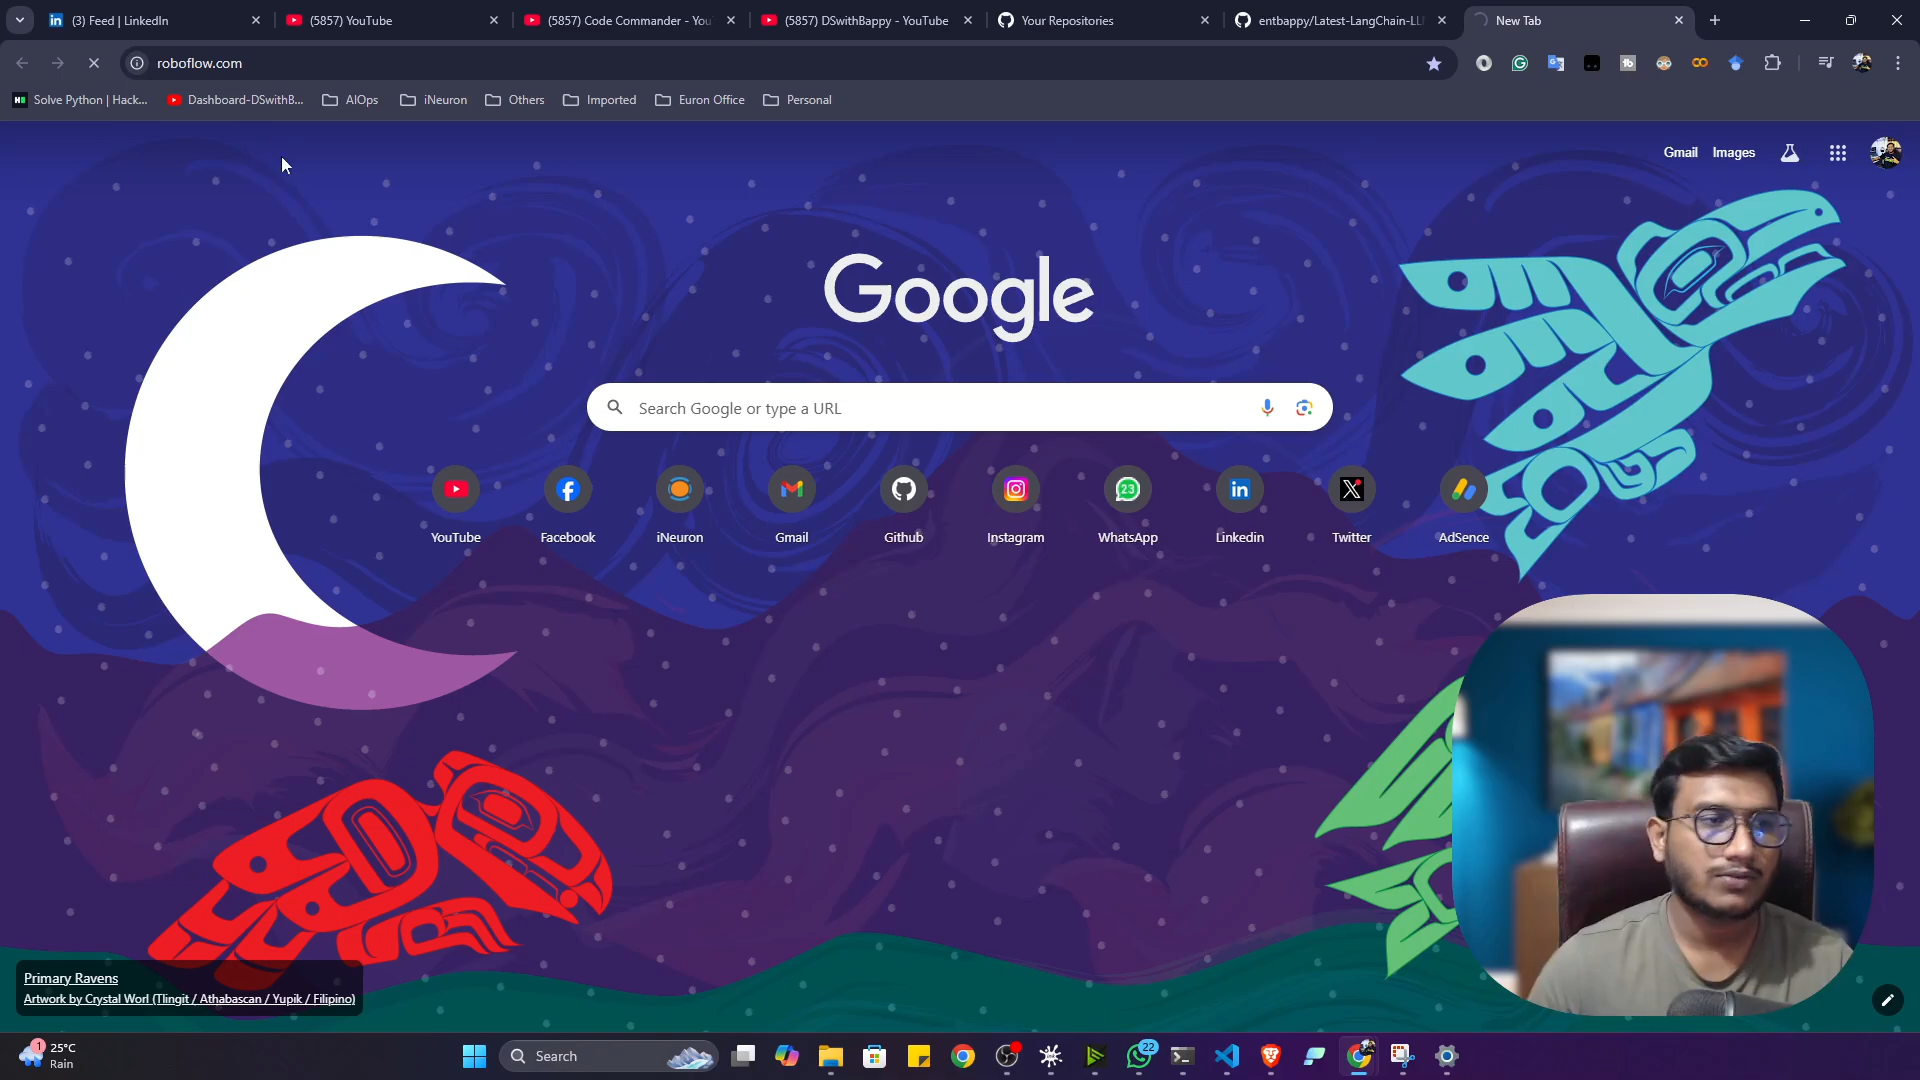 (3) Feed | LinkedIn
(5857) YouTube
(5857) Code Commander - You
(5857) DSwithBappy - YouTube
Your Repositories
entbappy/Latest-LangChain-LL
New Tab
roboflow.com
Solve Python | Hack...
Dashboard-DSwithB...
AIOps
iNeuron
Others
Imported
Euron Office
Personal
Gmail
Images
Google
Search Google or type a URL
YouTube
Facebook
iNeuron
Gmail
Github
Instagram
23
WhatsApp
Linkedin
Twitter
AdSence
Primary Ravens
Artwork by Crystal Worl (Tlingit / Athabascan / Yupik / Filipino)
1
25°C
Rain
Search
22